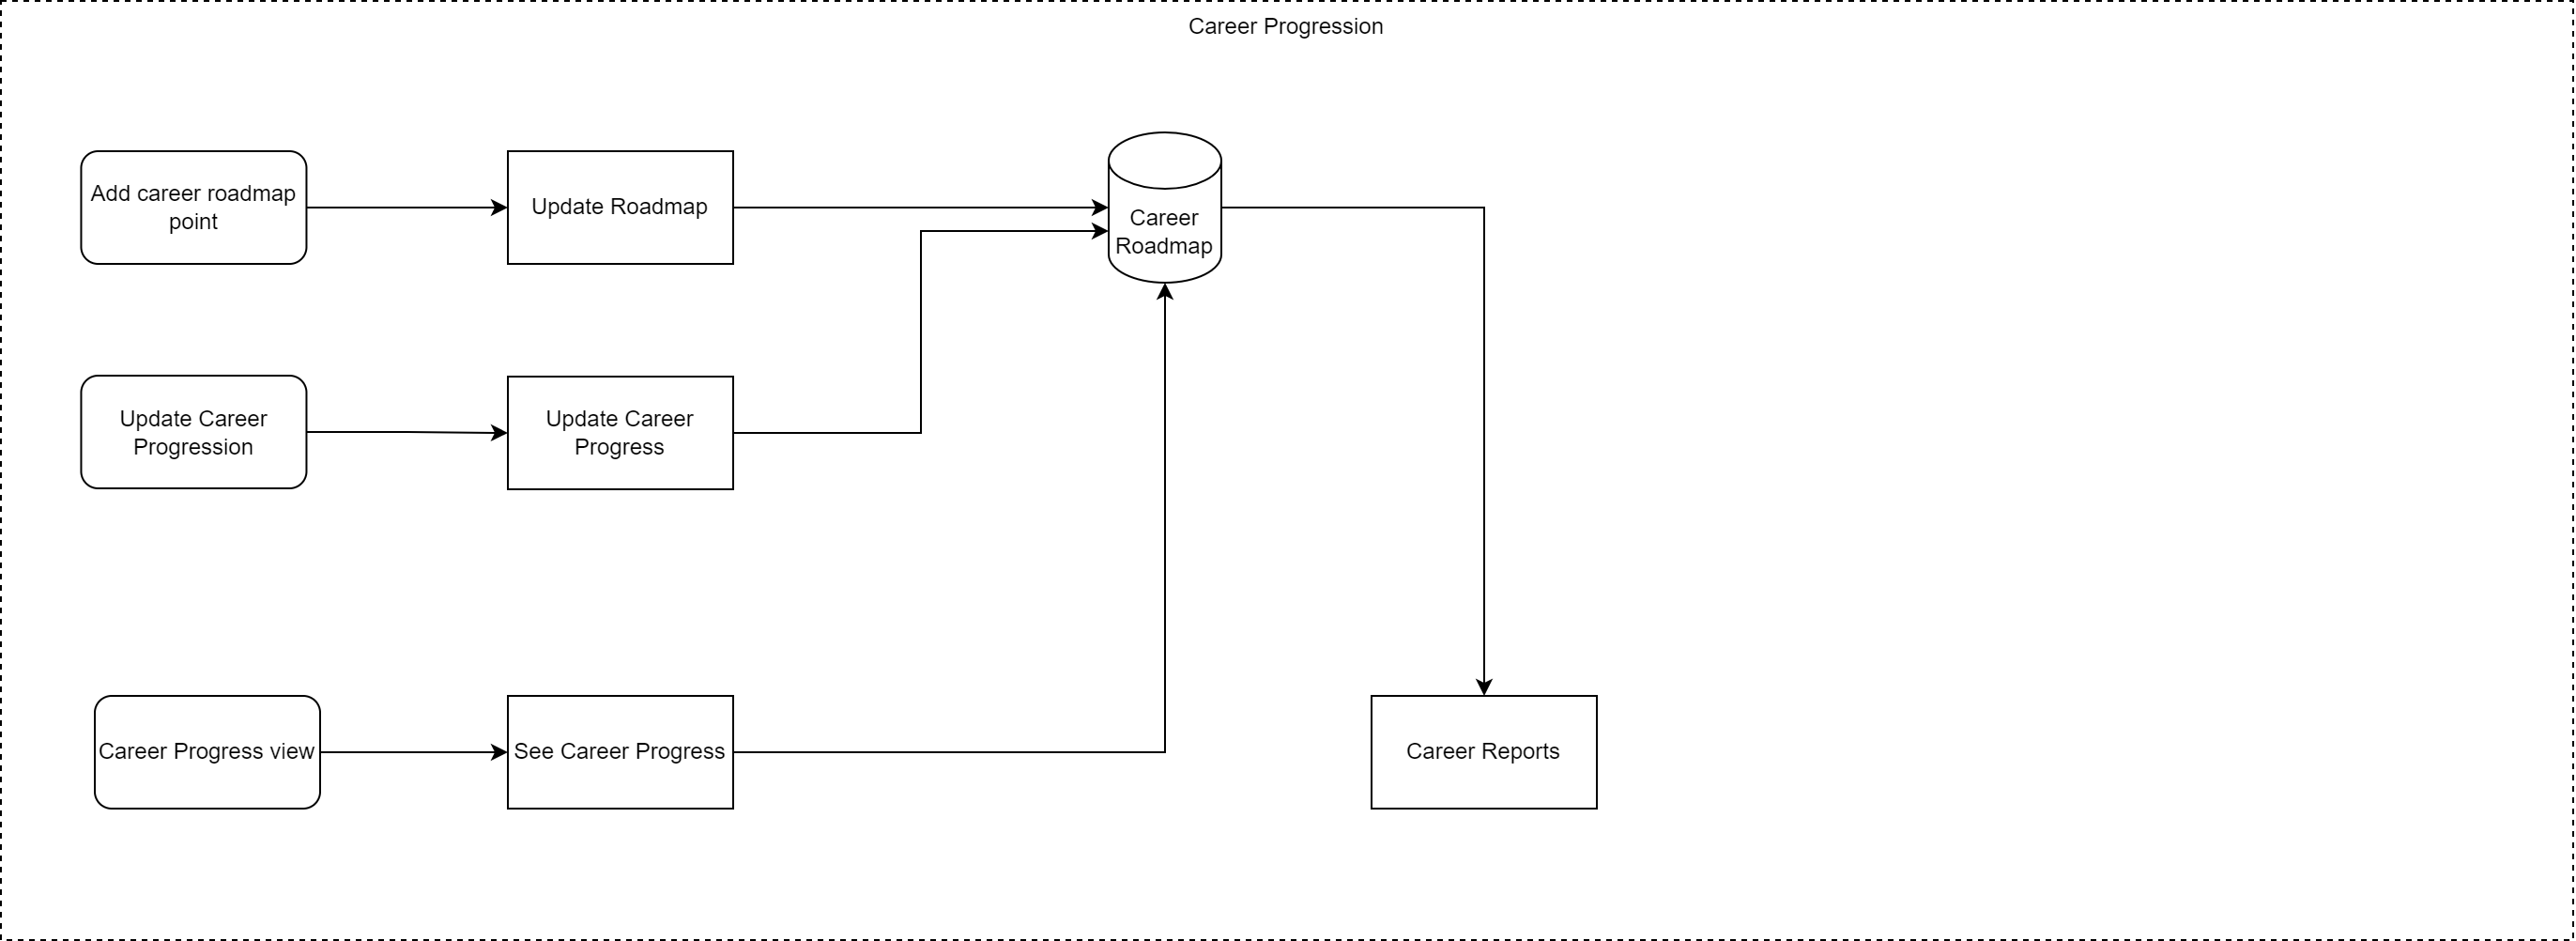 Career Progression
Add career roadmap
point
Update Roadmap
Career
Roadmap
Update Career
Progression
Update Career
Progress
Career Progress view
See Career Progress
Career Reports